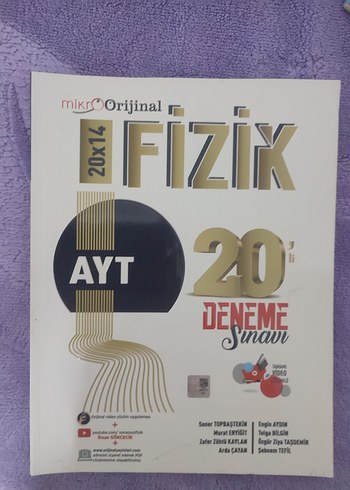 mikro Orijinal
20x14
FİZİK
AYT
20'li
DENEME
Sınavı
VIDEO
Soner TOPBAŞTEKİN
Murat ERYİĞİT
Zafer Zühtü KAYLAN
Arda ÇAYAN
Engin AYDIN
Tolga BİLGİN
Özgür Ziya TAŞDEMİR
Şebnem TEFİL